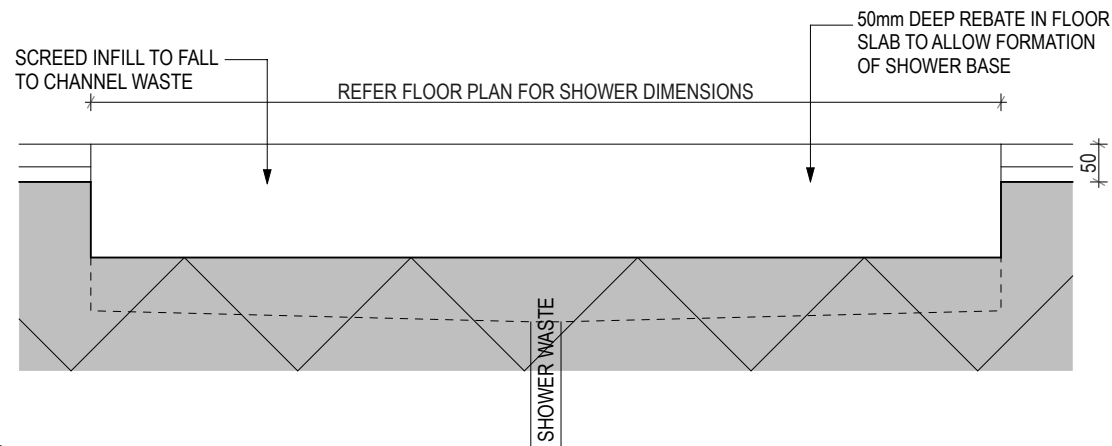 SCREED INFILL TO FALL
TO CHANNEL WASTE
50mm DEEP REBATE IN FLOOR
SLAB TO ALLOW FORMATION
OF SHOWER BASE
REFER FLOOR PLAN FOR SHOWER DIMENSIONS
50
SHOWER WASTE